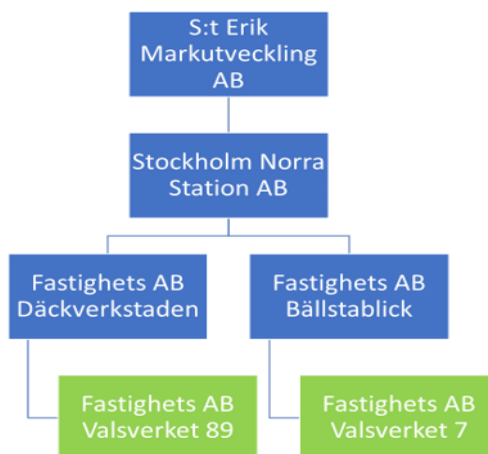 S:t Erik
Markutveckling
AB
Stockholm Norra
Station AB
Fastighets AB
Däckverkstaden
Fastighets AB
Bällstablick
Fastighets AB
Valsverket 89
Fastighets AB
Valsverket 7